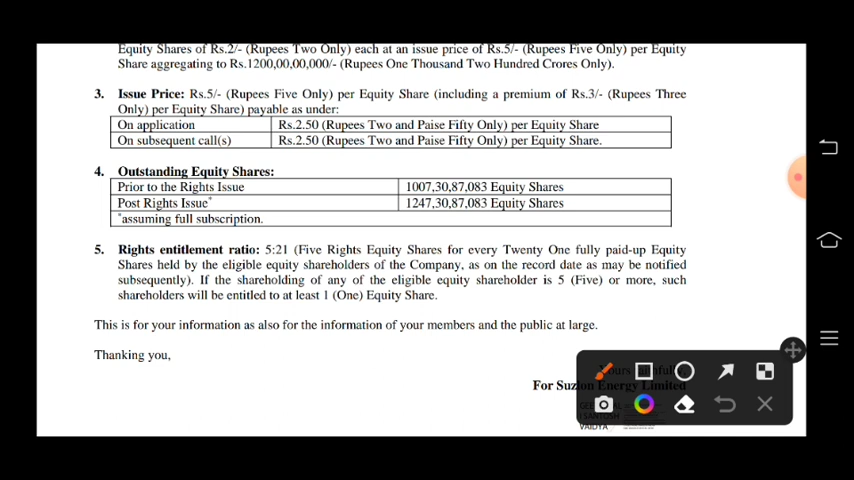 Equity Shares of Rs.2/- (Rupees Two Only) each at an issue price of Rs.5/- (Rupees Five Only) per Equity
Share aggregating to Rs.1200,00,00,000/- (Rupees One Thousand Two Hundred Crores Only).
3. Issue Price: Rs.5/- (Rupees Five Only) per Equity Share (including a premium of Rs.3/- (Rupees Three
Only) per Equity Share) payable as under:
On application Rs.2.50 (Rupees Two and Paise Fifty Only) per Equity Share
On subsequent call(s) Rs.2.50 (Rupees Two and Paise Fifty Only) per Equity Share.
4. Outstanding Equity Shares:
Prior to the Rights Issue 1007,30,87,083 Equity Shares
Post Rights Issue* 1247,30,87,083 Equity Shares
*assuming full subscription.
5. Rights entitlement ratio: 5:21 (Five Rights Equity Shares for every Twenty One fully paid-up Equity
Shares held by the eligible equity shareholders of the Company, as on the record date as may be notified
subsequently). If the shareholding of any of the eligible equity shareholder is 5 (Five) or more, such
shareholders will be entitled to at least 1 (One) Equity Share.
This is for your information as also for the information of your members and the public at large.
Thanking you,
For Suzlon Energy Limited
VAIDYA